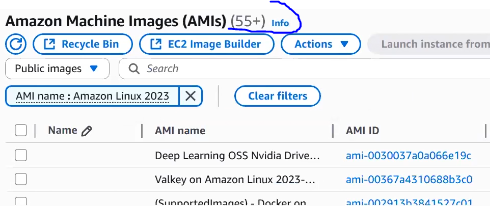 Amazon Machine Images (AMIs) (55+) Info
Recycle Bin EC2 Image Builder Actions Launch instance from
Public images Search
AMI name : Amazon Linux 2023 Clear filters
Name AMI name AMI ID
Deep Learning OSS Nvidia Drive... ami-0030037a0a066e19c
Valkey on Amazon Linux 2023-... ami-00367a4310688b3c0
(SupportedImages) - Docker on ami-002913b3841527c01